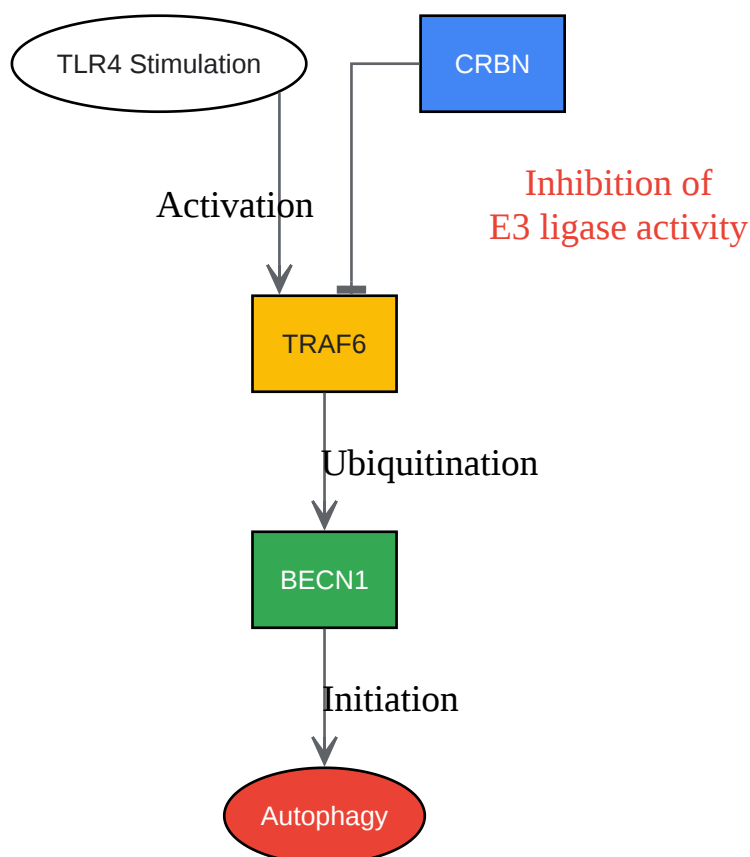 TLR4 Stimulation
CRBN
Activation
Inhibition of
E3 ligase activity
TRAF6
Ubiquitination
BECN1
Initiation
Autophagy